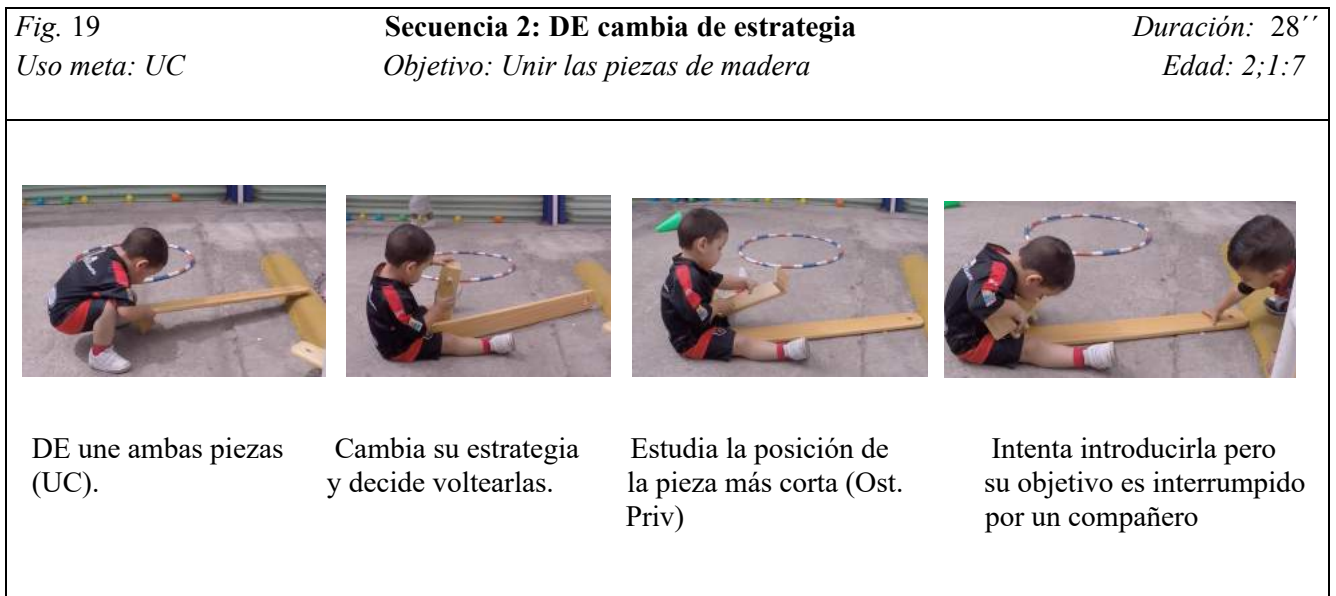 Fig. 19 Secuencia 2: DE cambia de estrategia Duración: 28´´
Uso meta: UC Objetivo: Unir las piezas de madera Edad: 2;1:7
DE une ambas piezas
(UC).
Cambia su estrategia
y decide voltearlas.
Estudia la posición de
la pieza más corta (Ost.
Priv)
Intenta introducirla pero
su objetivo es interrumpido
por un compañero